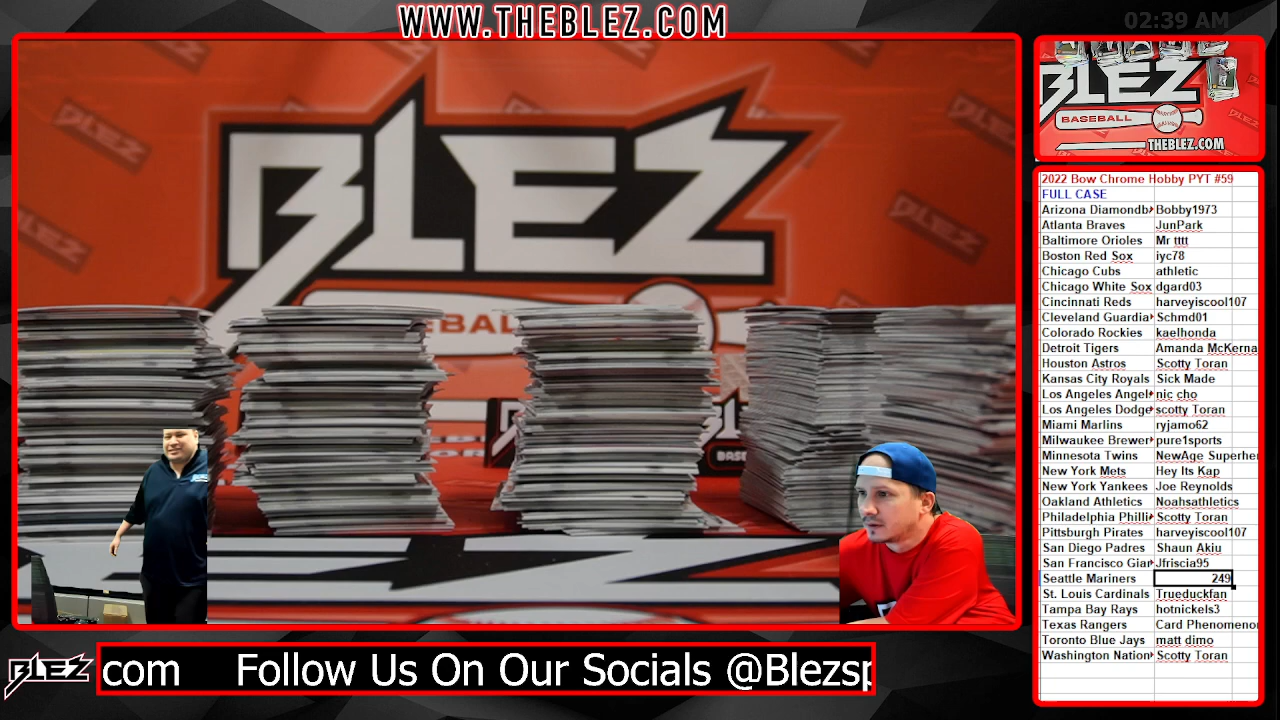 WWW.THEBLEZ.COM
02:39 AM
BLEZ
BLEZ
BLEZ
BLEZ
BASEBALL
THEBLEZ.COM
2022 Bow Chrome Hobby PYT #59
FULL CASE
Arizona Diamondb Bobby1973
Atlanta Braves JunPark
Baltimore Orioles Mr tttt
Boston Red Sox iyc78
Chicago Cubs athletic
Chicago White Sox dgard03
Cincinnati Reds harveyiscool107
Cleveland Guardia Schmd01
Colorado Rockies kaelhonda
Detroit Tigers Amanda McKerna
Houston Astros Scotty Toran
Kansas City Royals Sick Made
Los Angeles Angel nic cho
Los Angeles Dodge scotty Toran
Miami Marlins ryjamo62
Milwaukee Brewer pure1sports
Minnesota Twins NewAge Superhe
New York Mets Hey Its Kap
New York Yankees Joe Reynolds
Oakland Athletics Noahsathletics
Philadelphia Philli Scotty Toran
Pittsburgh Pirates harveyiscool107
San Diego Padres Shaun Akiu
San Francisco Gian Jfriscia95
Seattle Mariners 249
St. Louis Cardinals Trueduckfan
Tampa Bay Rays hotnickels3
Texas Rangers Card Phenomenon
Toronto Blue Jays matt dimo
Washington Nation Scotty Toran
BLEZ
com Follow Us On Our Socials @Blezsp